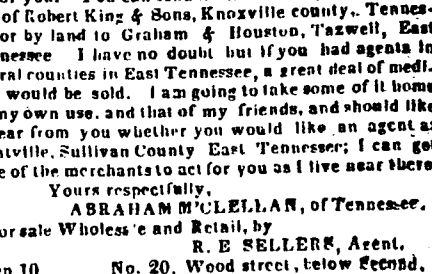 of Robert King & Sons, Knoxville county,. Tennes-
or by land to Graham & Houston, Tazwell, East
nessee I have no doubt but if you had agents in
ral counties in East Tennessee, a great deal of medi-
would be sold. I am going to take some of it home
ny own use. and that of my friends, and should like
ear from you whether you would like an agent at
ntville, Sullivan County East Tennessee; I can get
e of the merchants to act for you as I live near there
Yours respectfully,
ABRAHAM M'CLELLAN, of Tennessee.
or sale Wholesale and Retail, by
R. E SELLERS, Agent.
No. 20, Wood street, below Second,